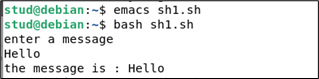 stud@debian:~$ emacs sh1.sh
stud@debian:~$ bash sh1.sh
enter a message
Hello
the message is : Hello